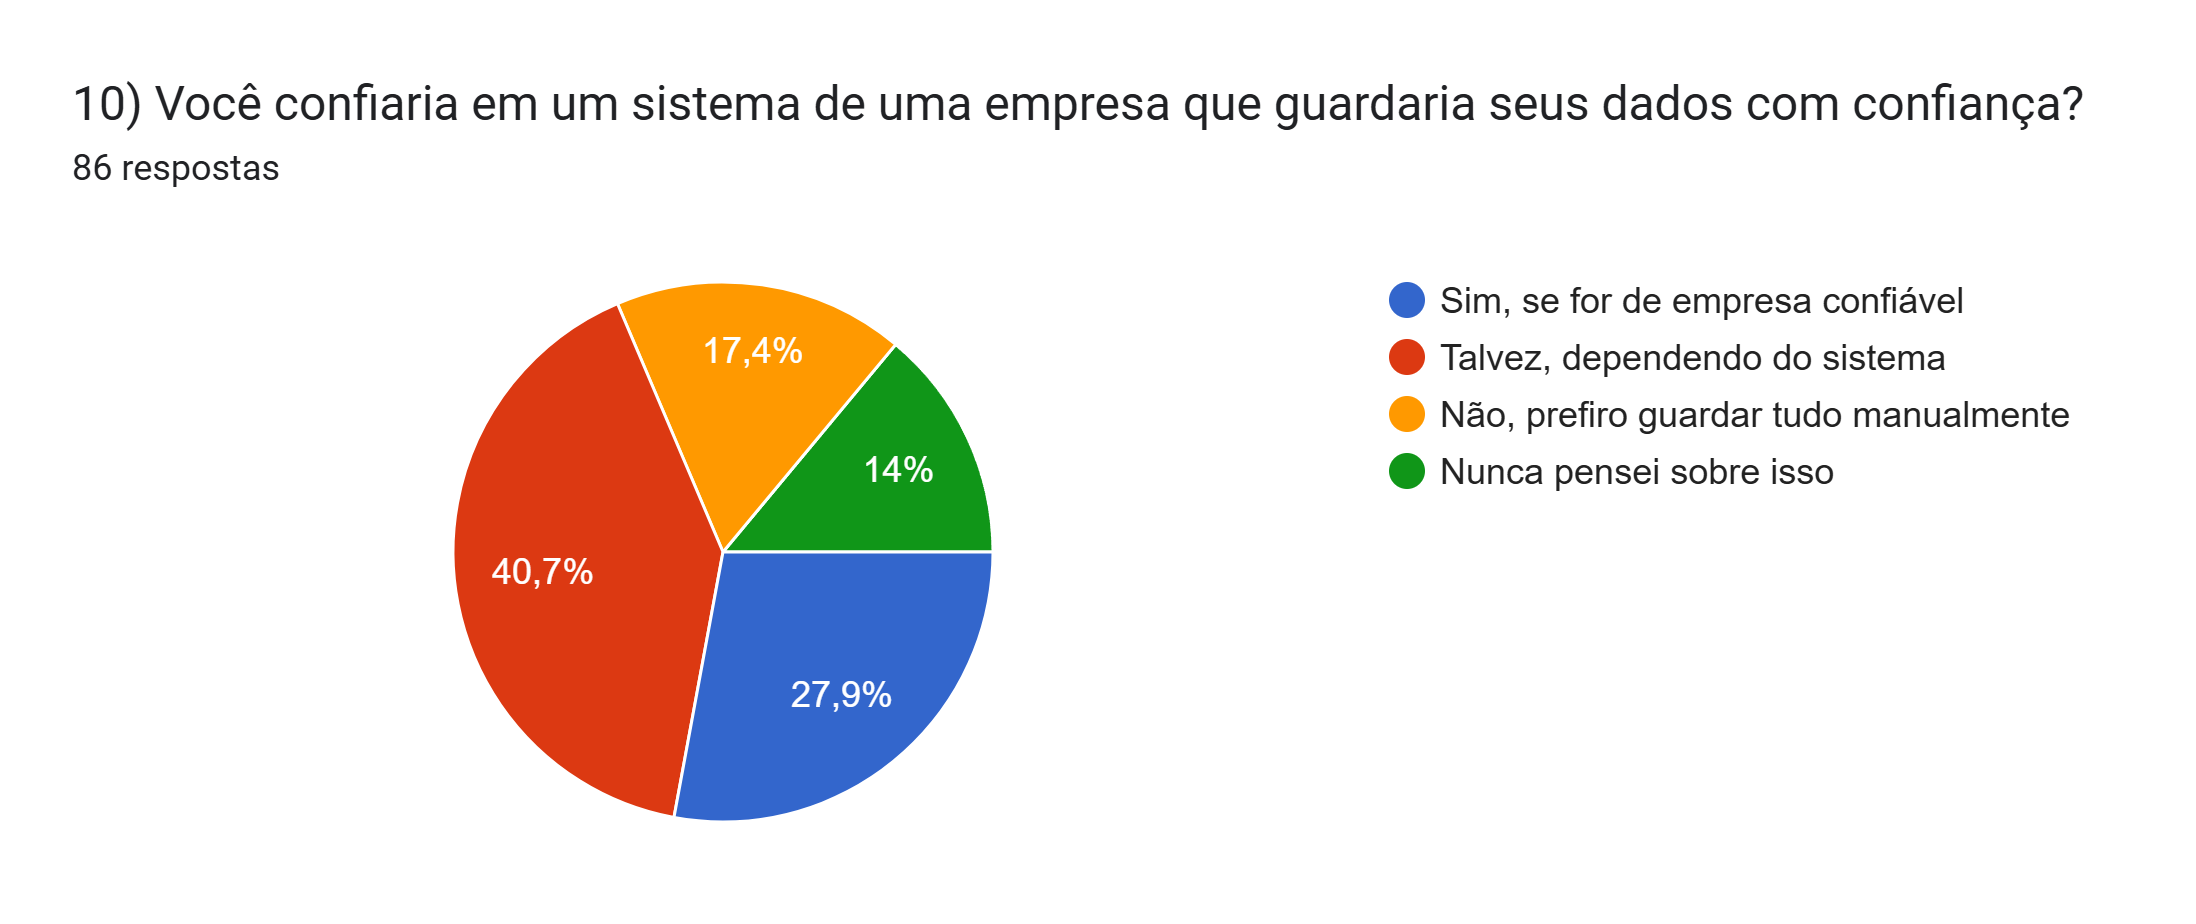 10) Você confiaria em um sistema de uma empresa que guardaria seus dados com confiança?
86 respostas
17,4%
14%
40,7%
27,9%
Sim, se for de empresa confiável
Talvez, dependendo do sistema
Não, prefiro guardar tudo manualmente
Nunca pensei sobre isso